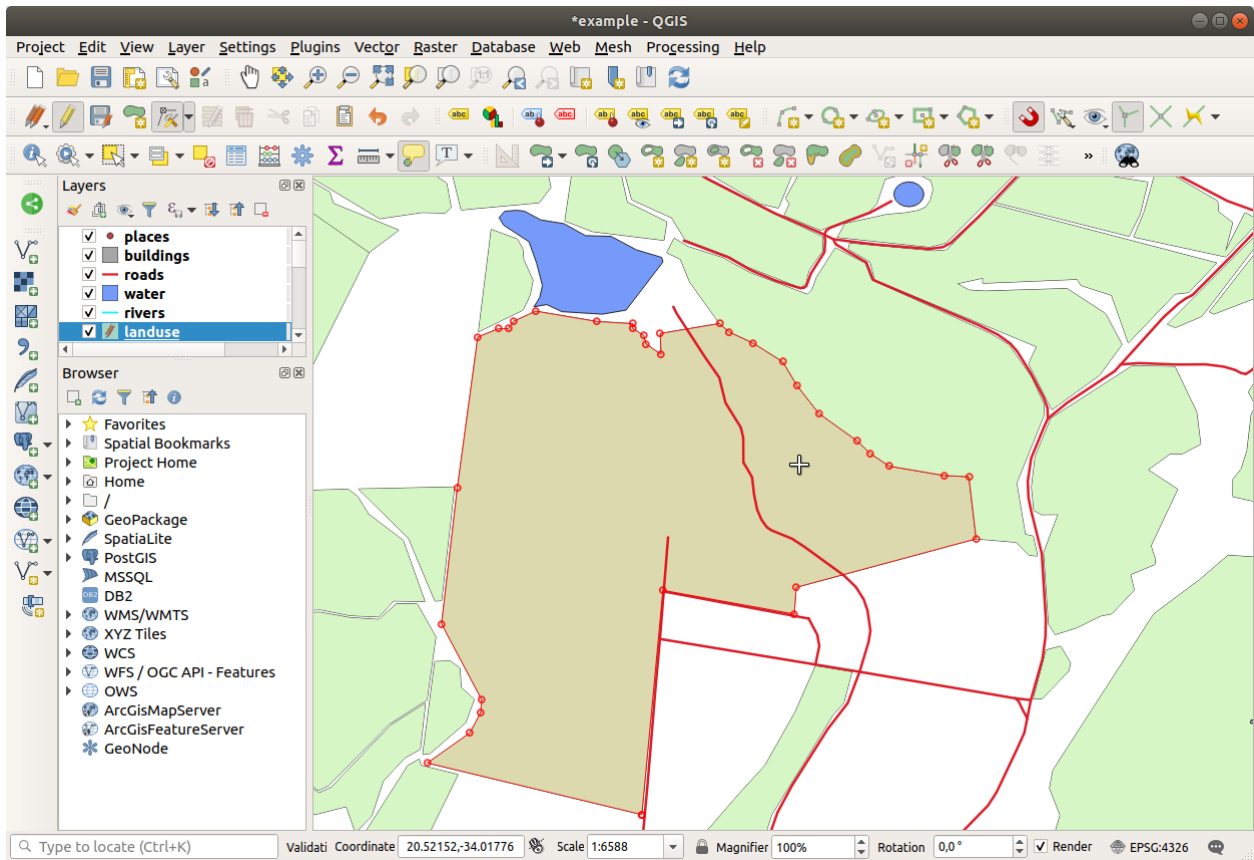 *example - QGIS
Project Edit View Layer Settings Plugins Vector Raster Database Web Mesh Processing Help
Layers
places
buildings
roads
water
rivers
landuse
Browser
Favorites
Spatial Bookmarks
Project Home
Home
/
GeoPackage
SpatiaLite
PostGIS
MSSQL
DB2
WMS/WMTS
XYZ Tiles
WCS
WFS / OGC API - Features
OWS
ArcGisMapServer
ArcGisFeatureServer
GeoNode
Type to locate (Ctrl+K) Validati Coordinate 20.52152,-34.01776 Scale 1:6588 Magnifier 100% Rotation 0,0 ° Render EPSG:4326